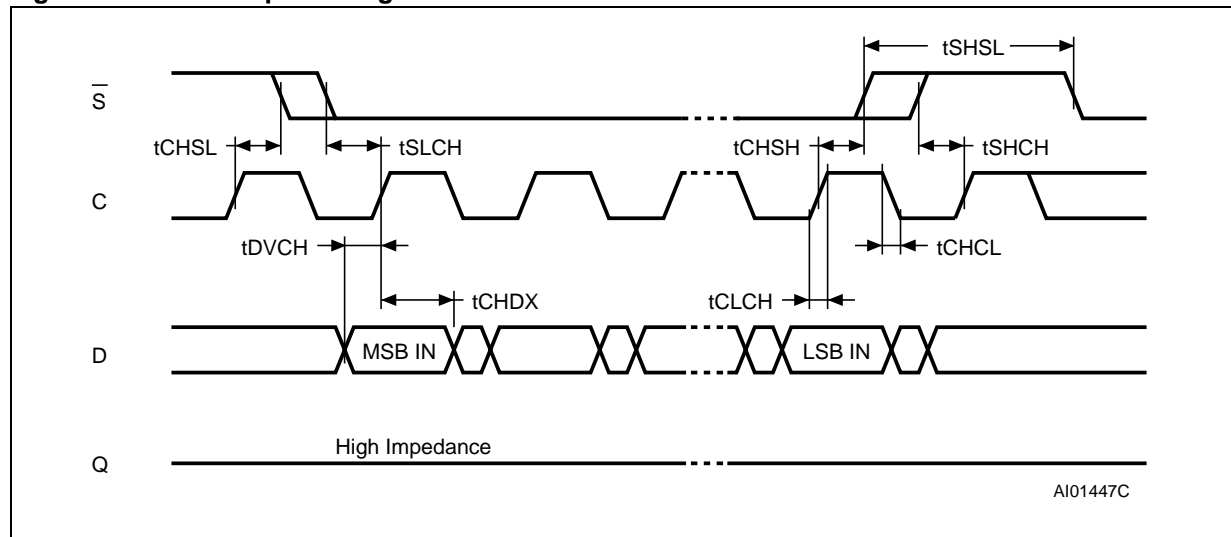 tSHSL
S
tCHSL
tSLCH
tCHSH
tSHCH
C
tDVCH
tCHCL
tCHDX
tCLCH
D
MSB IN
LSB IN
High Impedance
Q
AI01447C